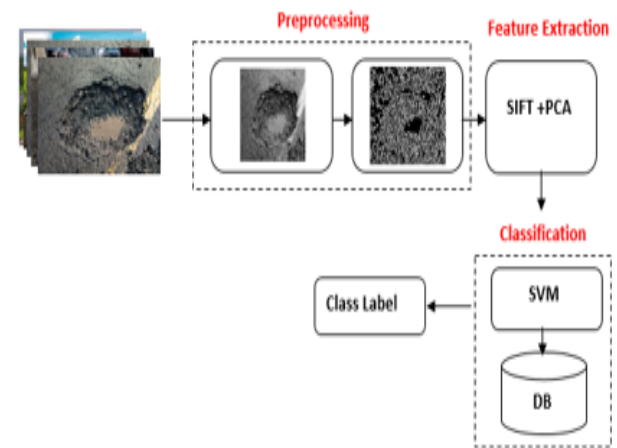 Preprocessing
Feature Extraction
SIFT +PCA
Classification
SVM
Class Label
DB